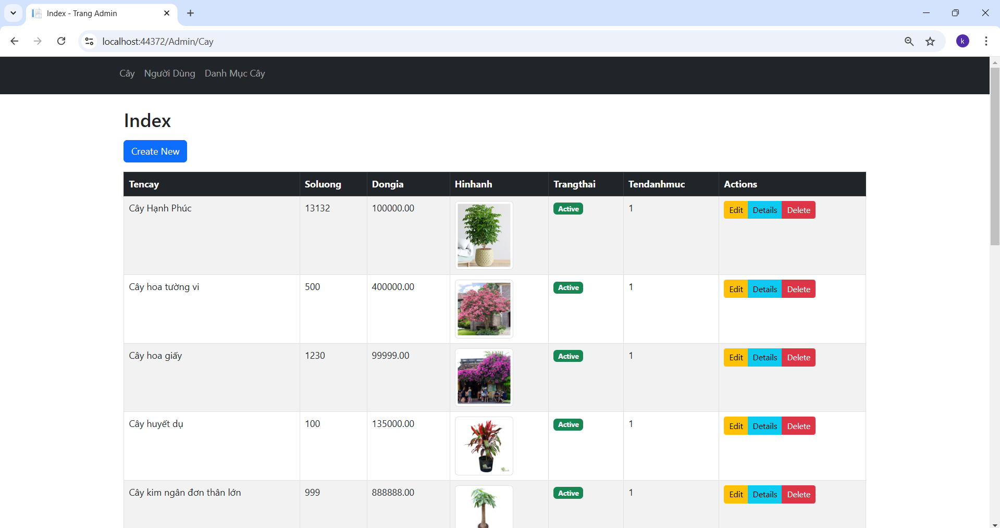 Index - Trang Admin
localhost:44372/Admin/Cay
k
Cây Người Dùng Danh Mục Cây
Index
Create New
Tencay Soluong Dongia Hinhanh Trangthai Tendanhmuc Actions
Cây Hạnh Phúc 13132 100000.00 Active 1 Edit Details Delete
Cây hoa tường vi 500 400000.00 Active 1 Edit Details Delete
Cây hoa giấy 1230 99999.00 Active 1 Edit Details Delete
Cây huyết dụ 100 135000.00 Active 1 Edit Details Delete
Cây kim ngân đơn thân lớn 999 888888.00 Active 1 Edit Details Delete